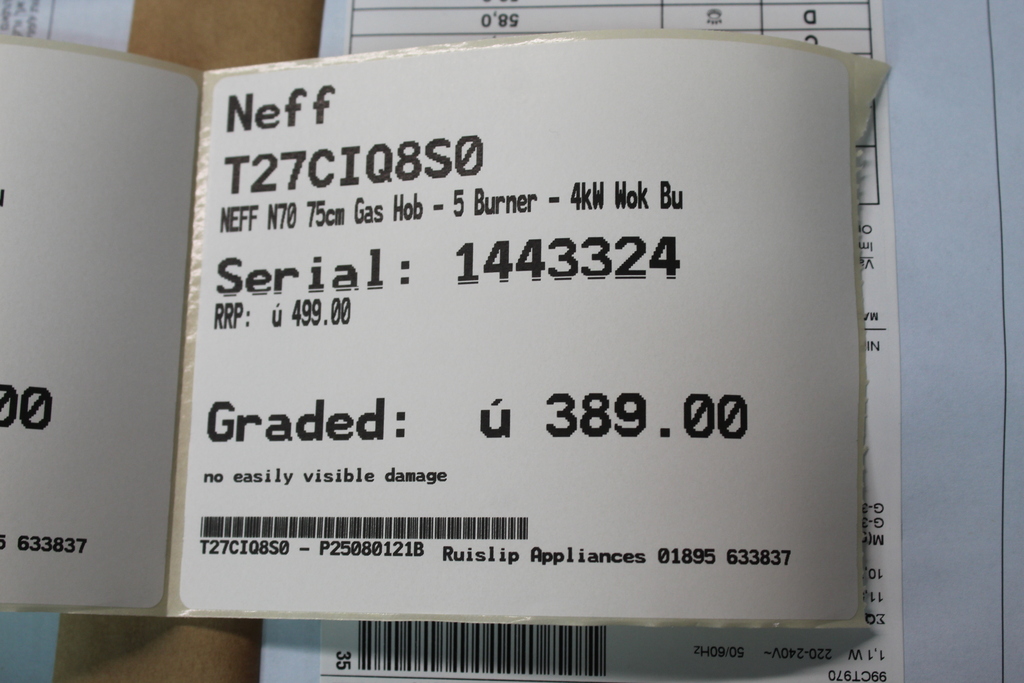 Neff
T27CIQ8S0
NEFF N70 75cm Gas Hob - 5 Burner - 4kW Wok Bu
Serial: 1443324
RRP: ú 499.00
Graded: ú 389.00
no easily visible damage
T27CIQ8S0 - P25080121B Ruislip Appliances 01895 633837
00
5 633837
58,0
D
35
50/60Hz
220-240V~
1,1 W
99CT970